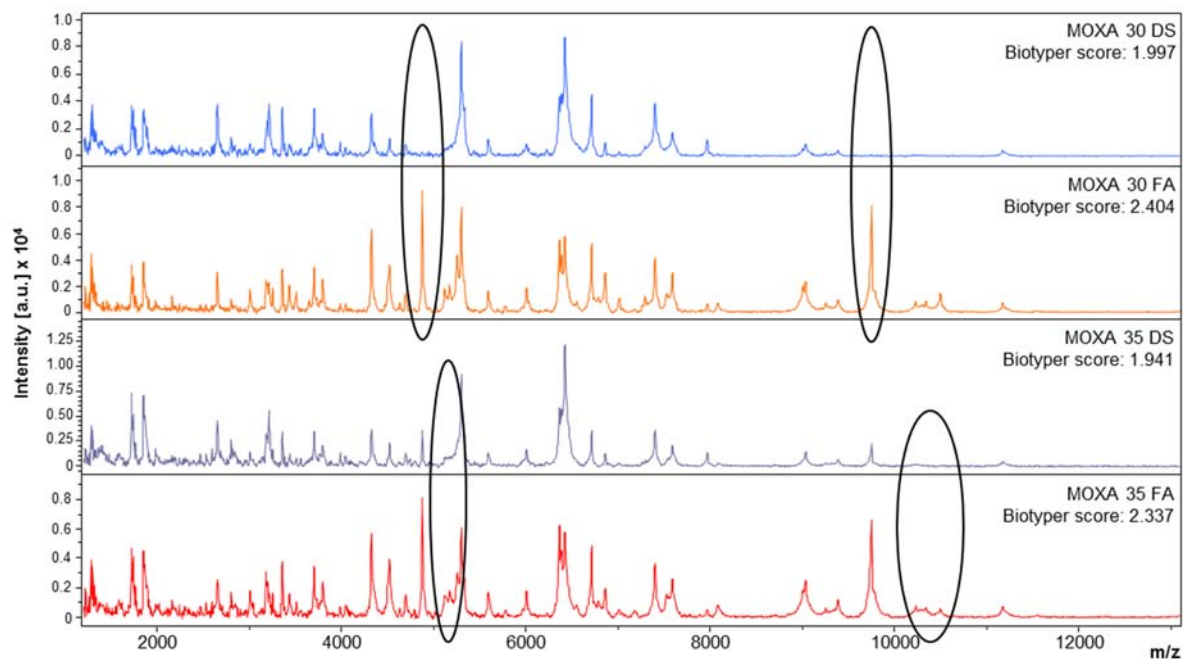 1.0
0.8
0.6
0.4
0.2
0
MOXA 30 DS
Biotyper score: 1.997
1.0
0.8
0.6
0.4
0.2
0
MOXA 30 FA
Biotyper score: 2.404
Intensity [a.u.] x 10⁴
1.25
1.00
0.75
0.50
0.25
0
MOXA 35 DS
Biotyper score: 1.941
0.8
0.6
0.4
0.2
0
MOXA 35 FA
Biotyper score: 2.337
2000 4000 6000 8000 10000 12000
m/z